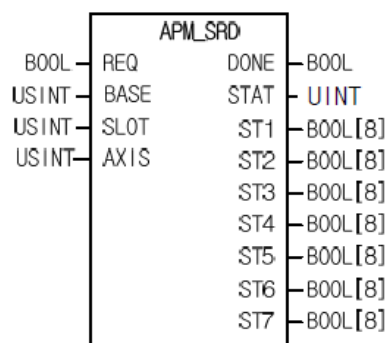 APM_SRD
BOOL REQ DONE BOOL
USINT BASE STAT UINT
USINT SLOT ST1 BOOL[8]
USINT AXIS ST2 BOOL[8]
ST3 BOOL[8]
ST4 BOOL[8]
ST5 BOOL[8]
ST6 BOOL[8]
ST7 BOOL[8]